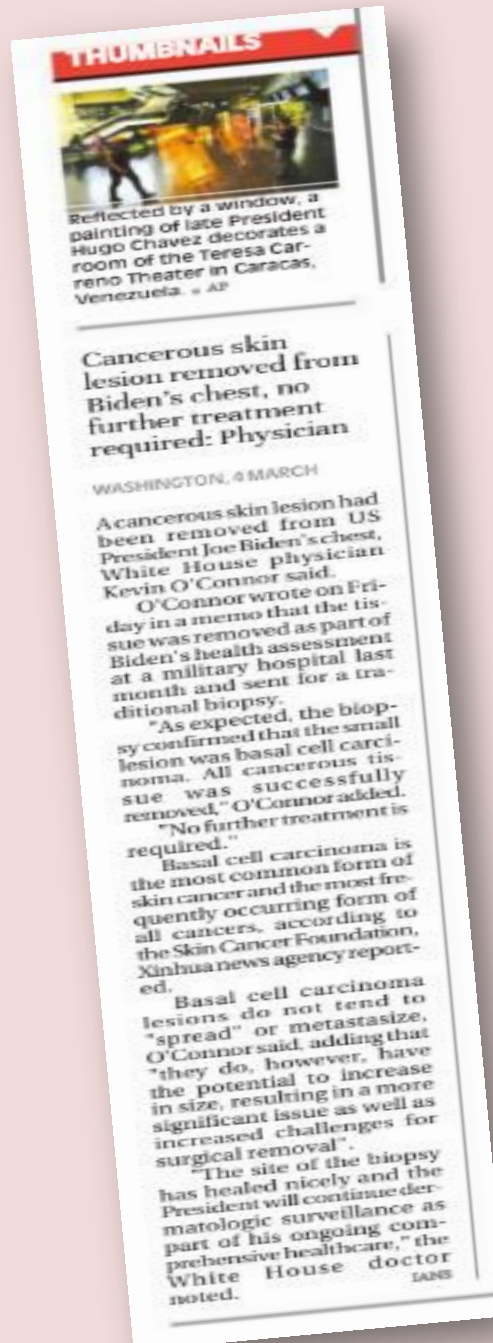 THUMBNAILS
Reflected by a window, a
painting of late President
Hugo Chavez decorates a
room of the Teresa Car-
reno Theater in Caracas,
Venezuela. ■ AP
Cancerous skin
lesion removed from
Biden's chest, no
further treatment
required: Physician
WASHINGTON, 4 MARCH
A cancerous skin lesion had
been removed from US
President Joe Biden's chest,
White House physician
Kevin O'Connor said.
O'Connor wrote on Fri-
day in a memo that the tis-
sue was removed as part of
Biden's health assessment
at a military hospital last
month and sent for a tra-
ditional biopsy.
"As expected, the biop-
sy confirmed that the small
lesion was basal cell carci-
noma. All cancerous tis-
sue was successfully
removed," O'Connor added.
"No further treatment is
required."
Basal cell carcinoma is
the most common form of
skin cancer and the most fre-
quently occurring form of
all cancers, according to
the Skin Cancer Foundation,
Xinhua news agency report-
ed.
Basal cell carcinoma
lesions do not tend to
"spread" or metastasize,
O'Connor said, adding that
"they do, however, have
the potential to increase
in size, resulting in a more
significant issue as well as
increased challenges for
surgical removal".
"The site of the biopsy
has healed nicely and the
President will continue der-
matologic surveillance as
part of his ongoing com-
prehensive healthcare," the
White House doctor
noted. IANS